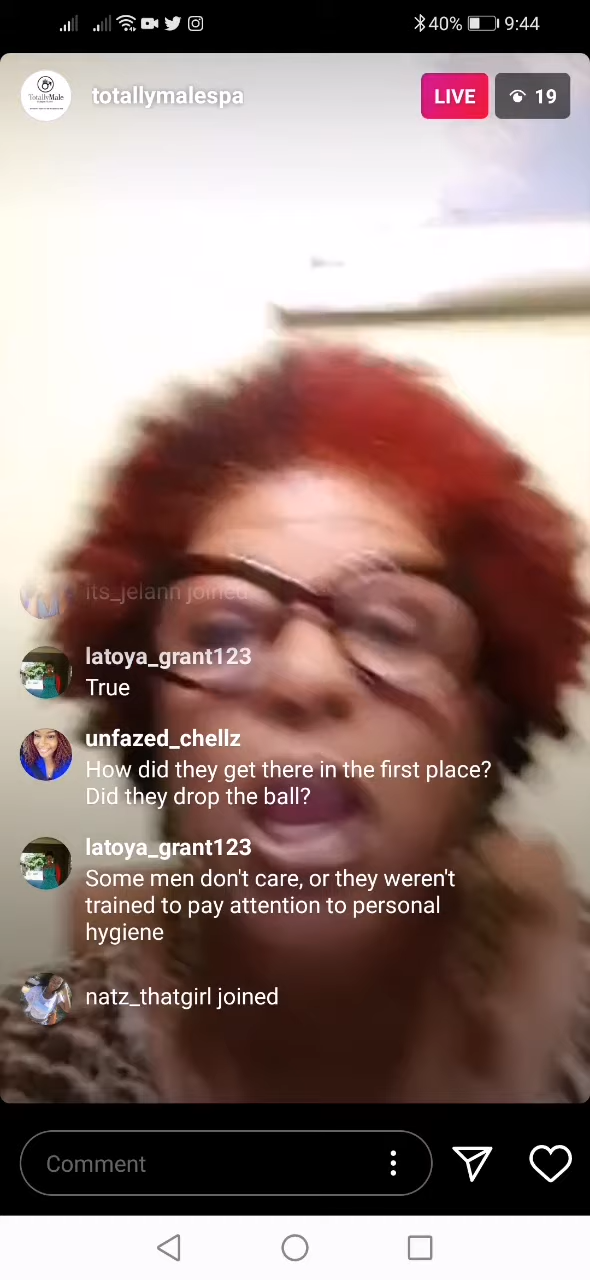 40% 9:44
TotallyMale
totallymalespa
LIVE 19
its_jelann joined
latoya_grant123
True
unfazed_chellz
How did they get there in the first place?
Did they drop the ball?
latoya_grant123
Some men don't care, or they weren't
trained to pay attention to personal
hygiene
natz_thatgirl joined
Comment